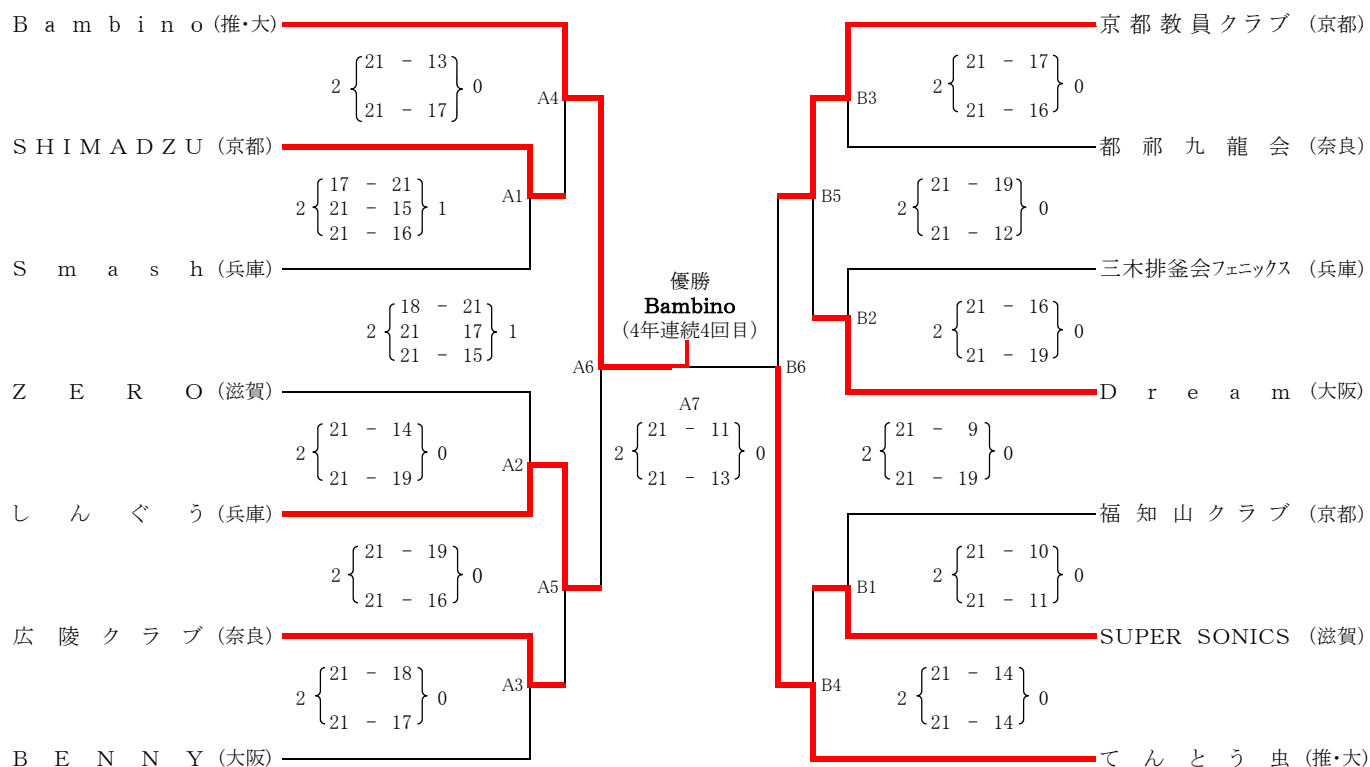 Bambino (推・大) 京都教員クラブ (京都)
21 - 13 21 - 17
2 0 A4 B3 2 0
21 - 17 21 - 16
SHIMADZU (京都) 都祁九龍会 (奈良)
17 - 21 21 - 19
2 21 - 15 1 A1 B5 2 0
21 - 16 21 - 12
Smash (兵庫) 三木排釜会フェニックス (兵庫)
優勝
Bambino
(4年連続4回目)
18 - 21 21 - 16
2 21 17 1 B2 2 0
21 - 15 21 - 19
A6 B6
ZERO (滋賀) Dream (大阪)
A7
21 - 14 21 - 11 21 - 9
2 0 A2 2 0 2 0
21 - 19 21 - 13 21 - 19
しんぐう (兵庫) 福知山クラブ (京都)
21 - 19 21 - 10
2 0 A5 B1 2 0
21 - 16 21 - 11
広陵クラブ (奈良) SUPER SONICS (滋賀)
21 - 18 21 - 14
2 0 A3 B4 2 0
21 - 17 21 - 14
BENNY (大阪) てんとう虫 (推・大)